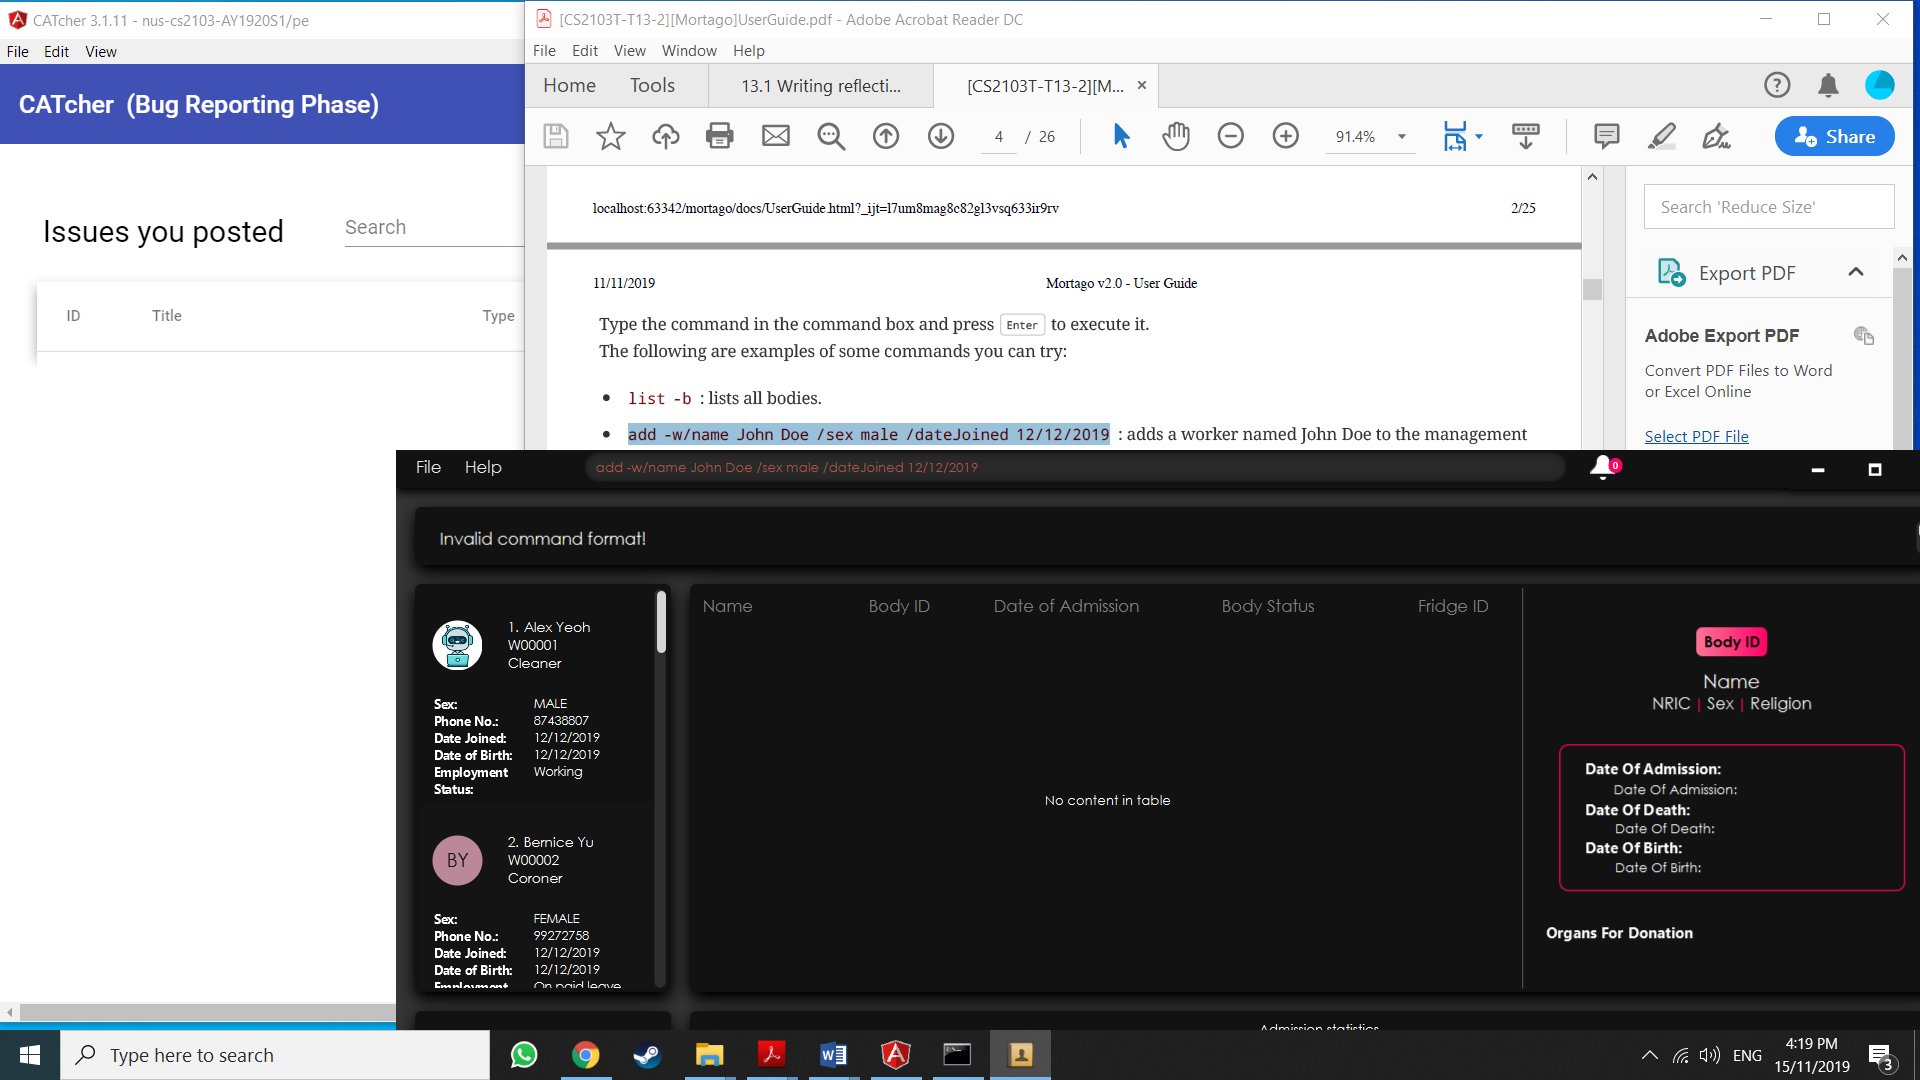 CATcher 3.1.11 - nus-cs2103-AY1920S1/pe
File Edit View
CATcher (Bug Reporting Phase)
Issues you posted
Search
ID Title Type
[CS2103T-T13-2][Mortago]UserGuide.pdf - Adobe Acrobat Reader DC
File Edit View Window Help
Home Tools 13.1 Writing reflecti... [CS2103T-T13-2][M... ×
4 / 26 91.4% Share
localhost:63342/mortago/docs/UserGuide.html?_ijt=l7um8mag8c82gl3vsq633ir9rv 2/25
11/11/2019 Mortago v2.0 - User Guide
Type the command in the command box and press Enter to execute it.
The following are examples of some commands you can try:
list -b : lists all bodies.
add -w/name John Doe /sex male /dateJoined 12/12/2019 : adds a worker named John Doe to the management
Search 'Reduce Size'
Export PDF
Adobe Export PDF
Convert PDF Files to Word
or Excel Online
Select PDF File
File Help add -w/name John Doe /sex male /dateJoined 12/12/2019 0
Invalid command format!
1. Alex Yeoh
W00001
Cleaner
Sex: MALE
Phone No.: 87438807
Date Joined: 12/12/2019
Date of Birth: 12/12/2019
Employment Working
Status:
BY
2. Bernice Yu
W00002
Coroner
Sex: FEMALE
Phone No.: 99272758
Date Joined: 12/12/2019
Date of Birth: 12/12/2019
Employment On paid leave
Name Body ID Date of Admission Body Status Fridge ID
No content in table
Body ID
Name
NRIC | Sex | Religion
Date Of Admission:
Date Of Admission:
Date Of Death:
Date Of Death:
Date Of Birth:
Date Of Birth:
Organs For Donation
Admission statistics
Type here to search
ENG
4:19 PM
15/11/2019
3